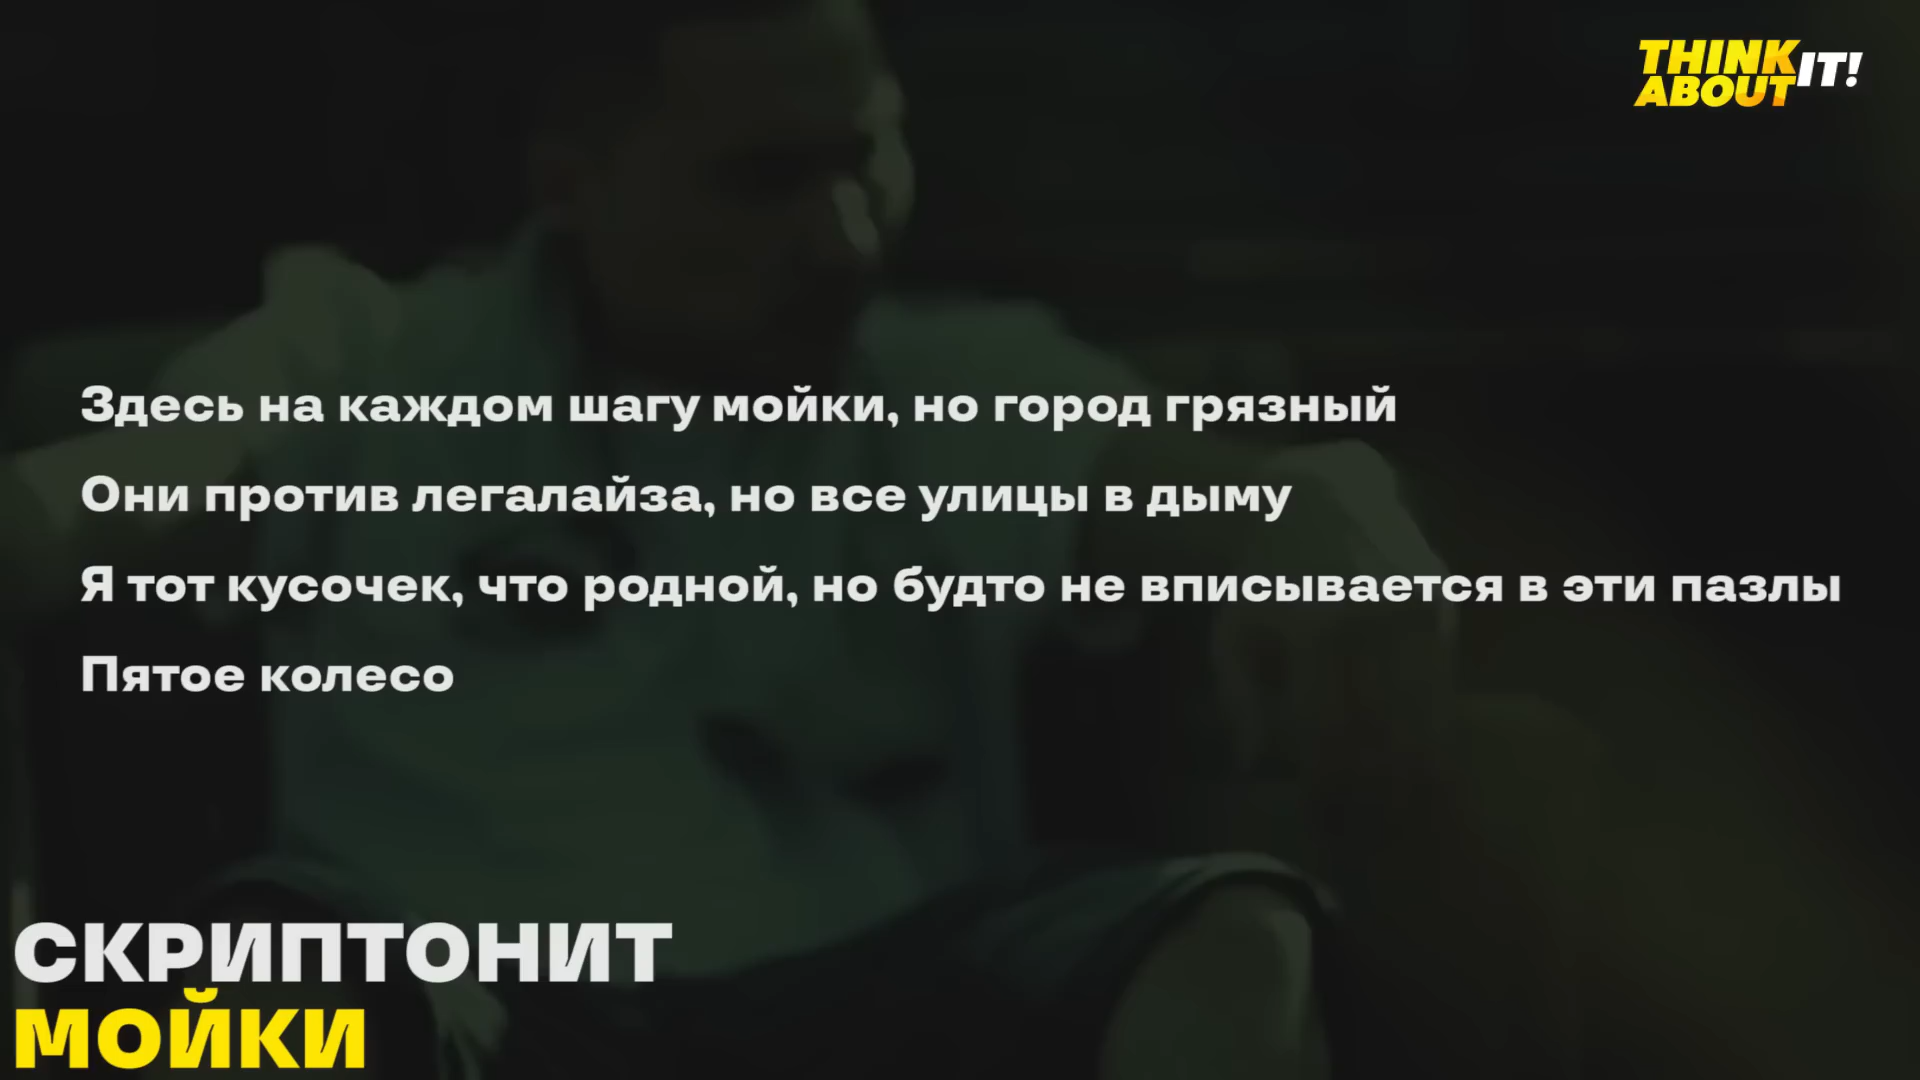 THINK
ABOUT IT!
Здесь на каждом шагу мойки, но город грязный
Они против легалайза, но все улицы в дыму
Я тот кусочек, что родной, но будто не вписывается в эти пазлы
Пятое колесо
СКРИПТОНИТ
МОЙКИ